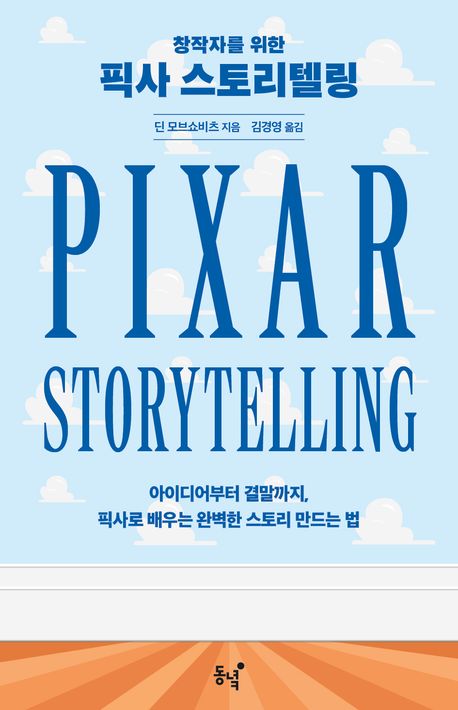 창작자를 위한
픽사 스토리텔링
딘 모브쇼비츠 지음 김경영 옮김
PIXAR
STORYTELLING
아이디어부터 결말까지,
픽사로 배우는 완벽한 스토리 만드는 법
동녘